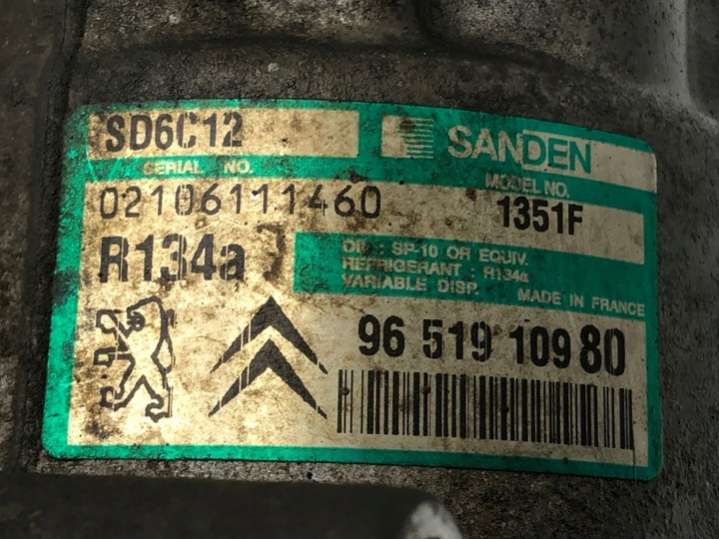 SD6C12
SANDEN
SERIAL NO.
MODEL NO.
02106111460
1351F
R134a
OIL : SP-10 OR EQUIV.
REFRIGERANT : R134a
VARIABLE DISP.
MADE IN FRANCE
96 519 109 80